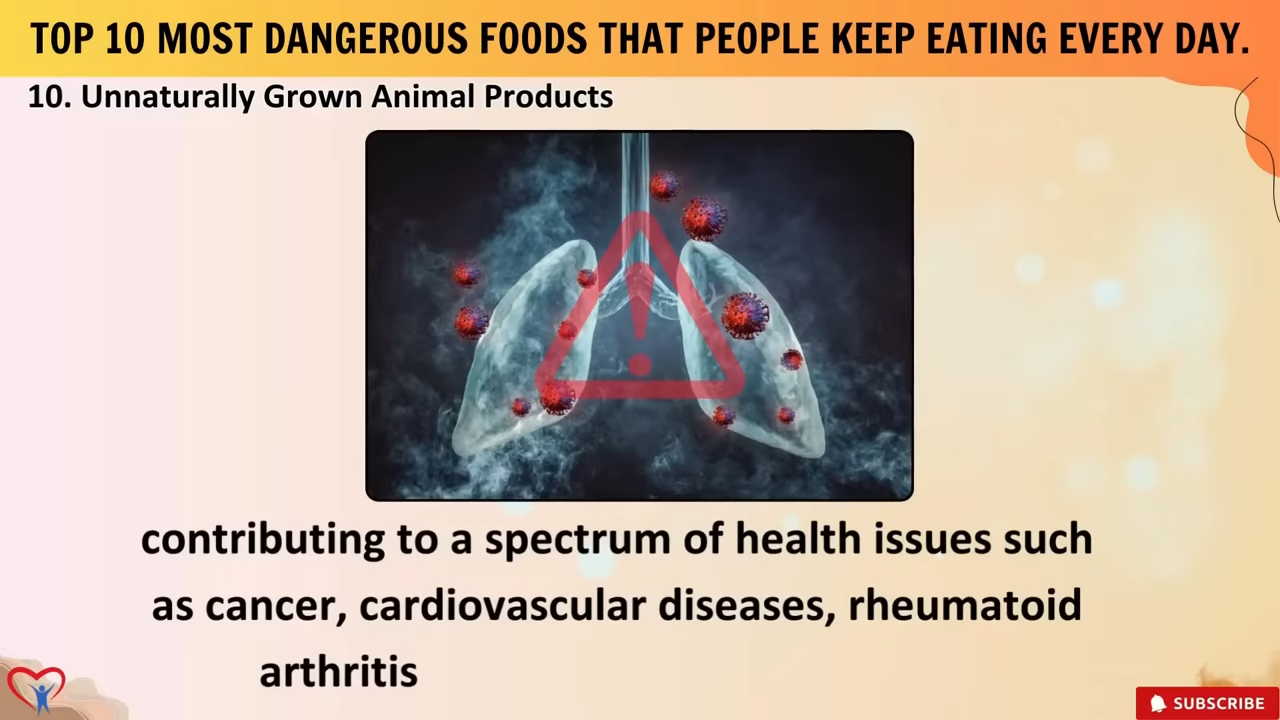 TOP 10 MOST DANGEROUS FOODS THAT PEOPLE KEEP EATING EVERY DAY.
10. Unnaturally Grown Animal Products
contributing to a spectrum of health issues such
as cancer, cardiovascular diseases, rheumatoid
arthritis
SUBSCRIBE